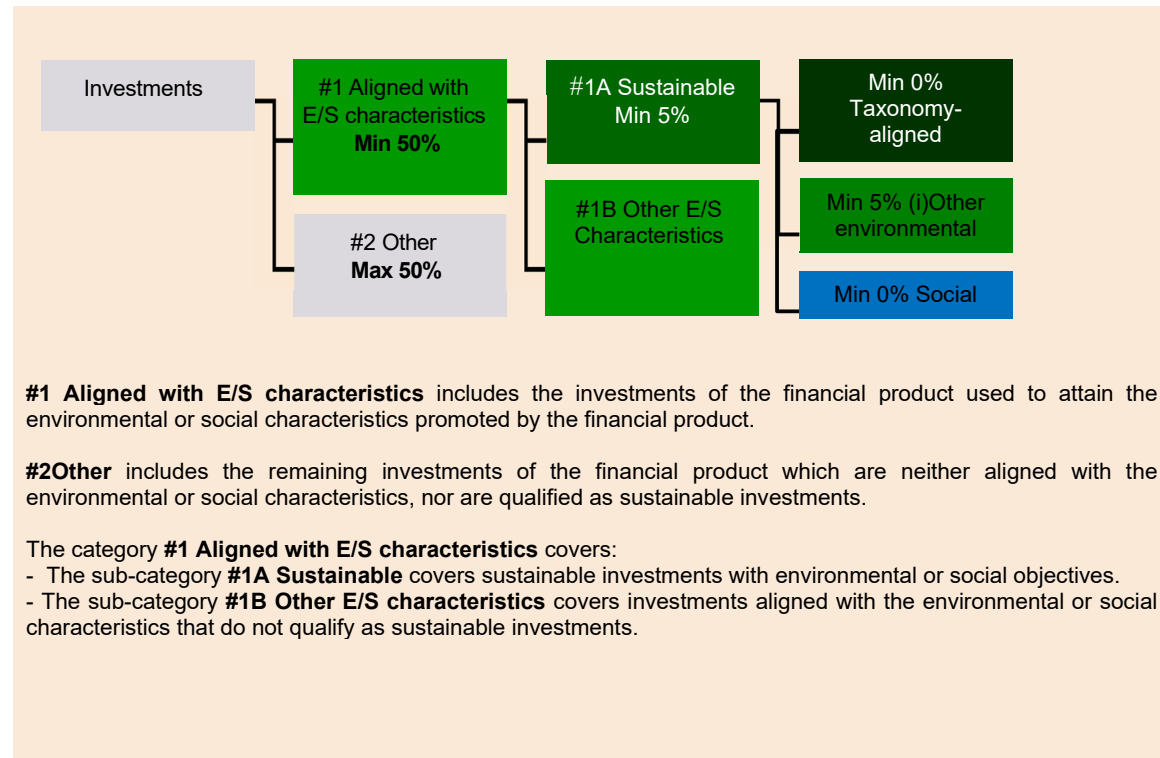 Investments
#1 Aligned with
E/S characteristics
Min 50%
#2 Other
Max 50%
#1A Sustainable
Min 5%
#1B Other E/S
Characteristics
Min 0%
Taxonomy-
aligned
Min 5% (i)Other
environmental
Min 0% Social
#1 Aligned with E/S characteristics includes the investments of the financial product used to attain the
environmental or social characteristics promoted by the financial product.
#2Other includes the remaining investments of the financial product which are neither aligned with the
environmental or social characteristics, nor are qualified as sustainable investments.
The category #1 Aligned with E/S characteristics covers:
- The sub-category #1A Sustainable covers sustainable investments with environmental or social objectives.
- The sub-category #1B Other E/S characteristics covers investments aligned with the environmental or social
characteristics that do not qualify as sustainable investments.